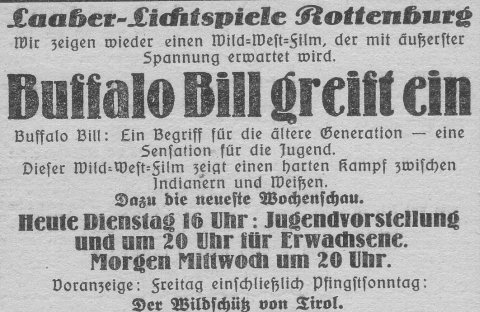 Laaber-Lichtspiele Rottenburg
Wir zeigen wieder einen Wild-West-Film, der mit äußerster
Spannung erwartet wird.
Buffalo Bill greift ein
Buffalo Bill: Ein Begriff für die ältere Generation — eine
Sensation für die Jugend.
Dieser Wild-West-Film zeigt einen harten Kampf zwischen
Indianern und Weißen.
Dazu die neueste Wochenschau.
Heute Dienstag 16 Uhr: Jugendvorstellung
und um 20 Uhr für Erwachsene.
Morgen Mittwoch um 20 Uhr.
Voranzeige: Freitag einschließlich Pfingstsonntag:
Der Wildschütz von Tirol.